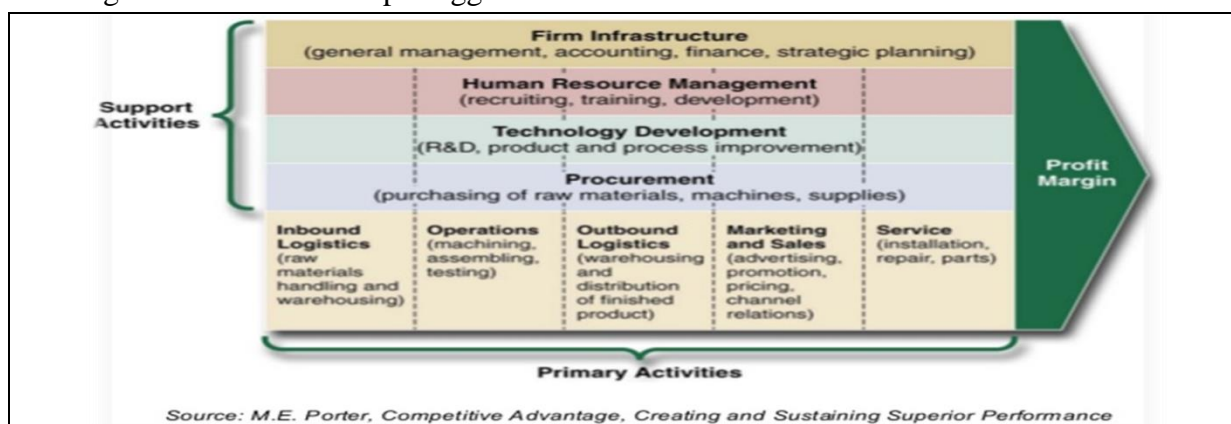 Firm Infrastructure
(general management, accounting, finance, strategic planning)
Human Resource Management
(recruiting, training, development)
Technology Development
(R&D, product and process improvement)
Procurement
(purchasing of raw materials, machines, supplies)
Support
Activities
Inbound
Logistics
(raw
materials
handling and
warehousing)
Operations
(machining,
assembling,
testing)
Outbound
Logistics
(warehousing
and
distribution
of finished
product)
Marketing
and Sales
(advertising,
promotion,
pricing,
channel
relations)
Service
(installation,
repair, parts)
Profit
Margin
Primary Activities
Source: M.E. Porter, Competitive Advantage, Creating and Sustaining Superior Performance